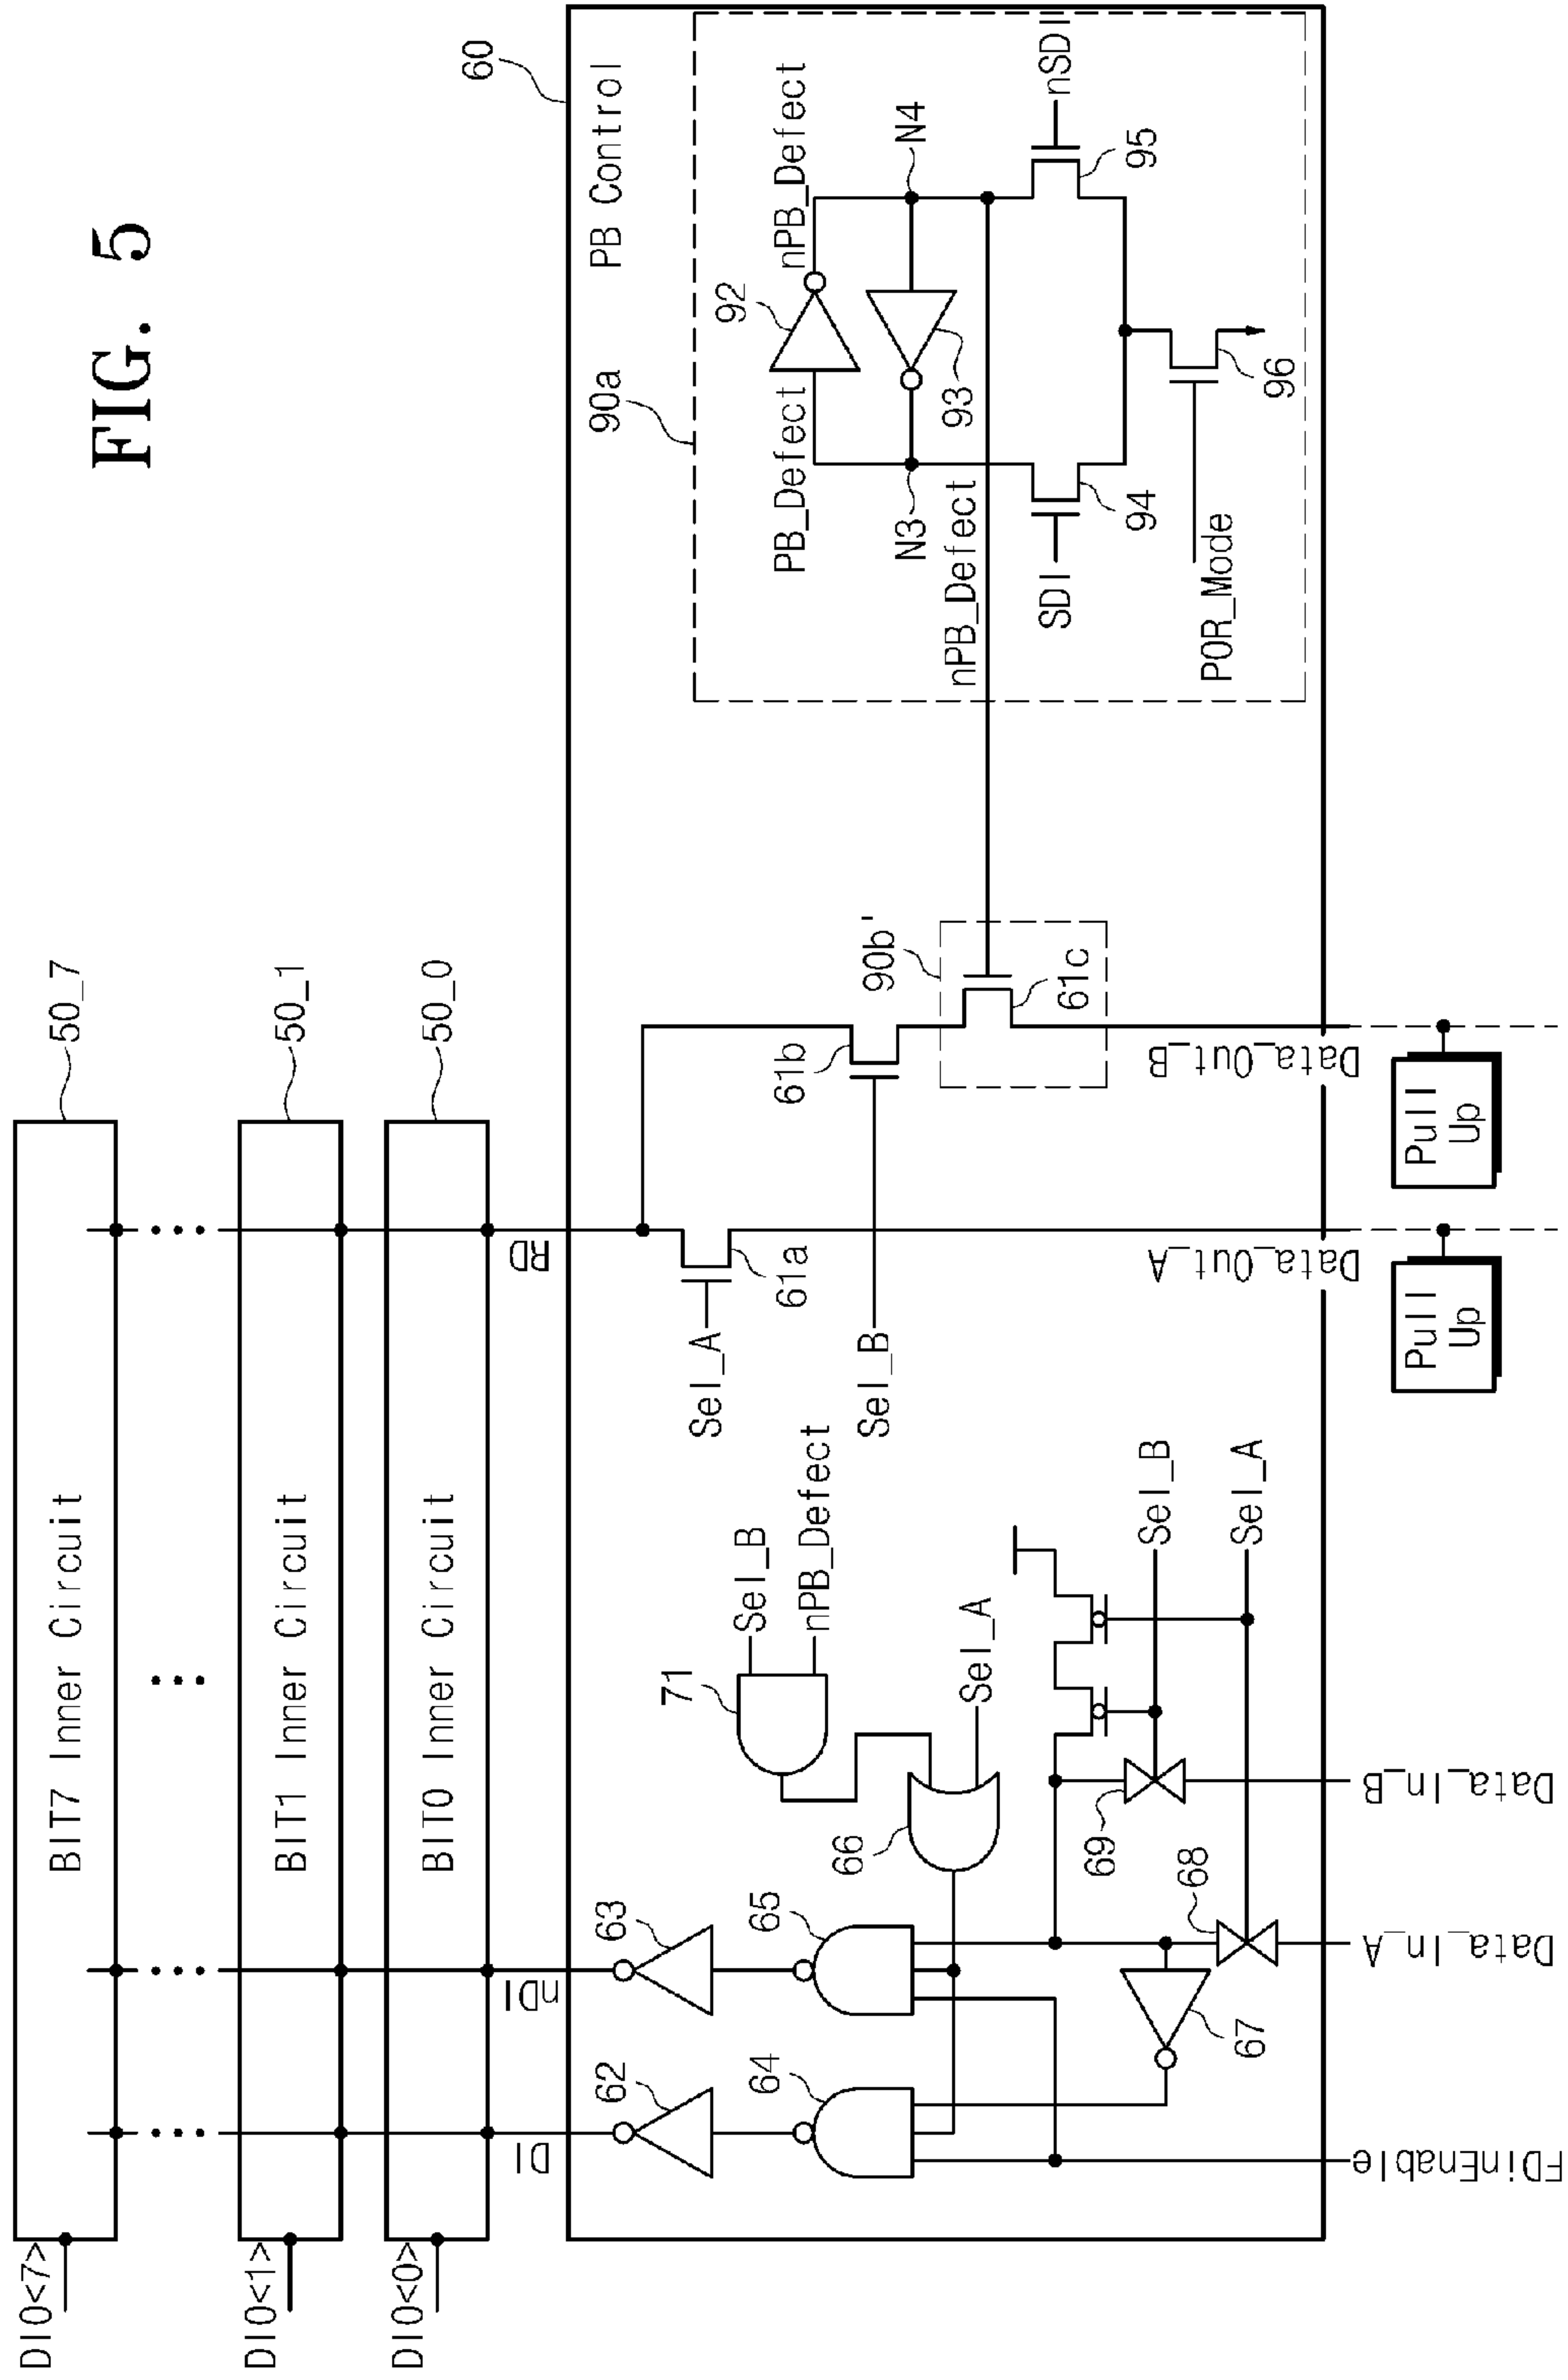 FIG. 5
60
PB Control
90a
PB_Defect
nPB_Defect
92
93
N3
N4
nPB_Defect
SDI
nSDI
94
95
POR_Mode
96
50_7
50_1
50_0
BIT7 Inner Circuit
BIT1 Inner Circuit
BIT0 Inner Circuit
DIO<7>
DIO<1>
DIO<0>
RD
nDI
DI
90b'
61c
61b
61a
Sel_A
Sel_B
Data_Out_B
Data_Out_A
Pull
Up
Pull
Up
Sel_B
nPB_Defect
71
Sel_A
66
63
65
62
64
Sel_B
Sel_A
69
68
67
Data_In_B
Data_In_A
FDinEnable